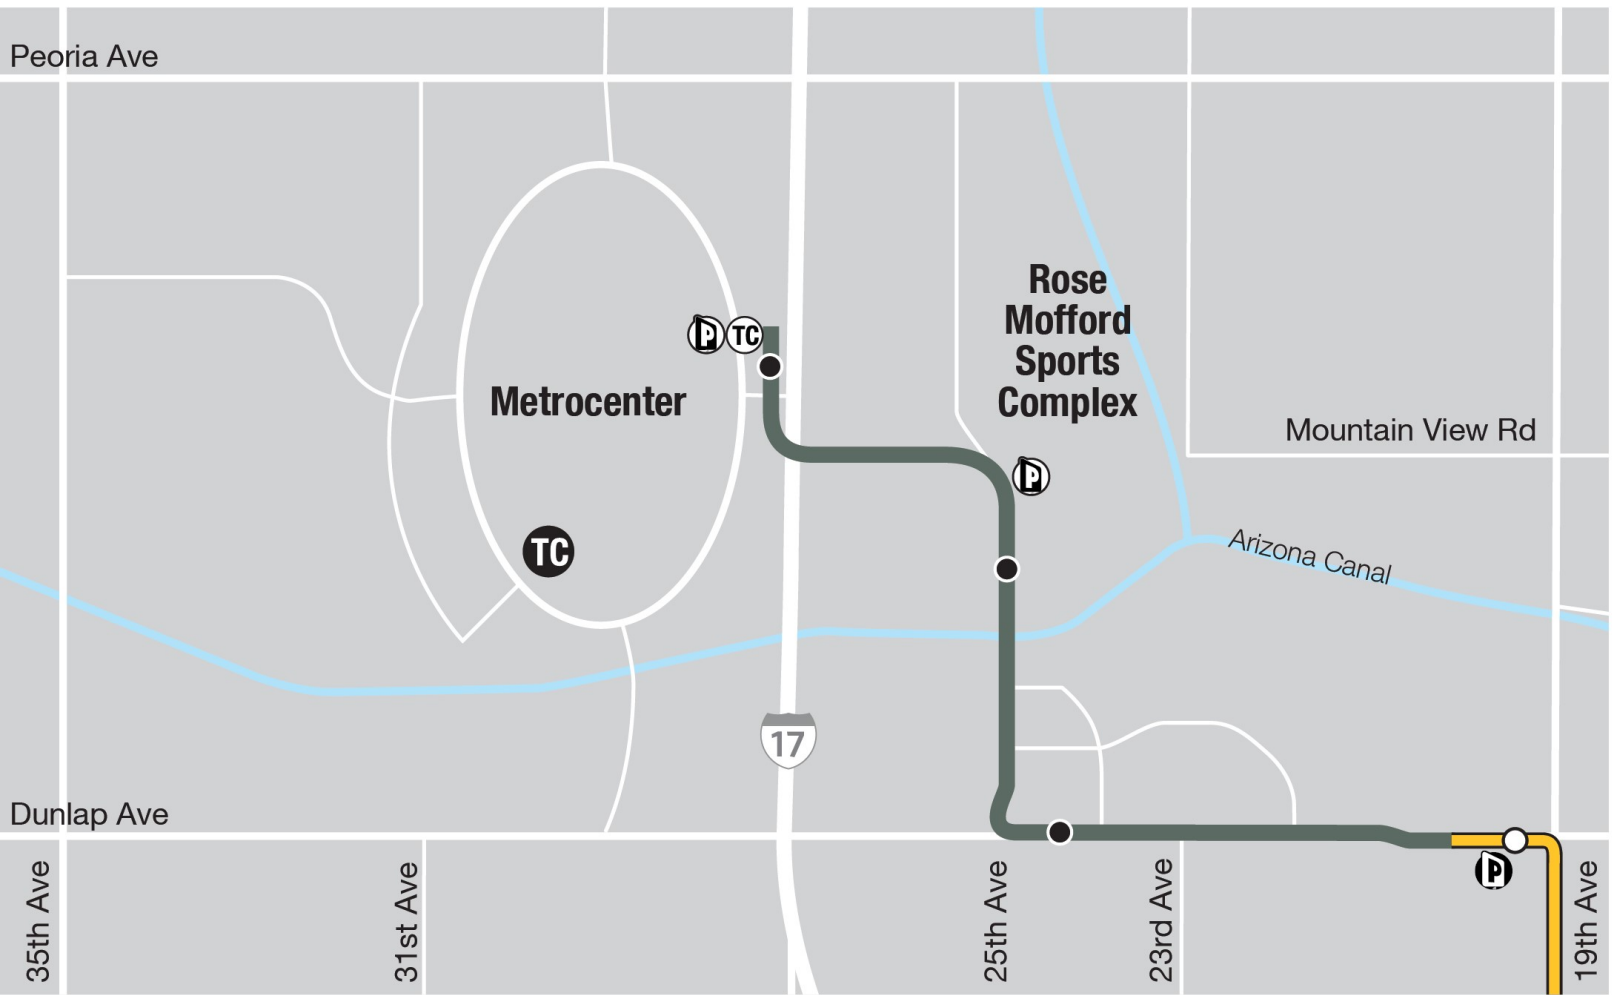 Peoria Ave
Rose
Mofford
Sports
Complex
P
TC
Metrocenter
Mountain View Rd
P
TC
Arizona Canal
17
Dunlap Ave
P
35th Ave
31st Ave
25th Ave
23rd Ave
19th Ave